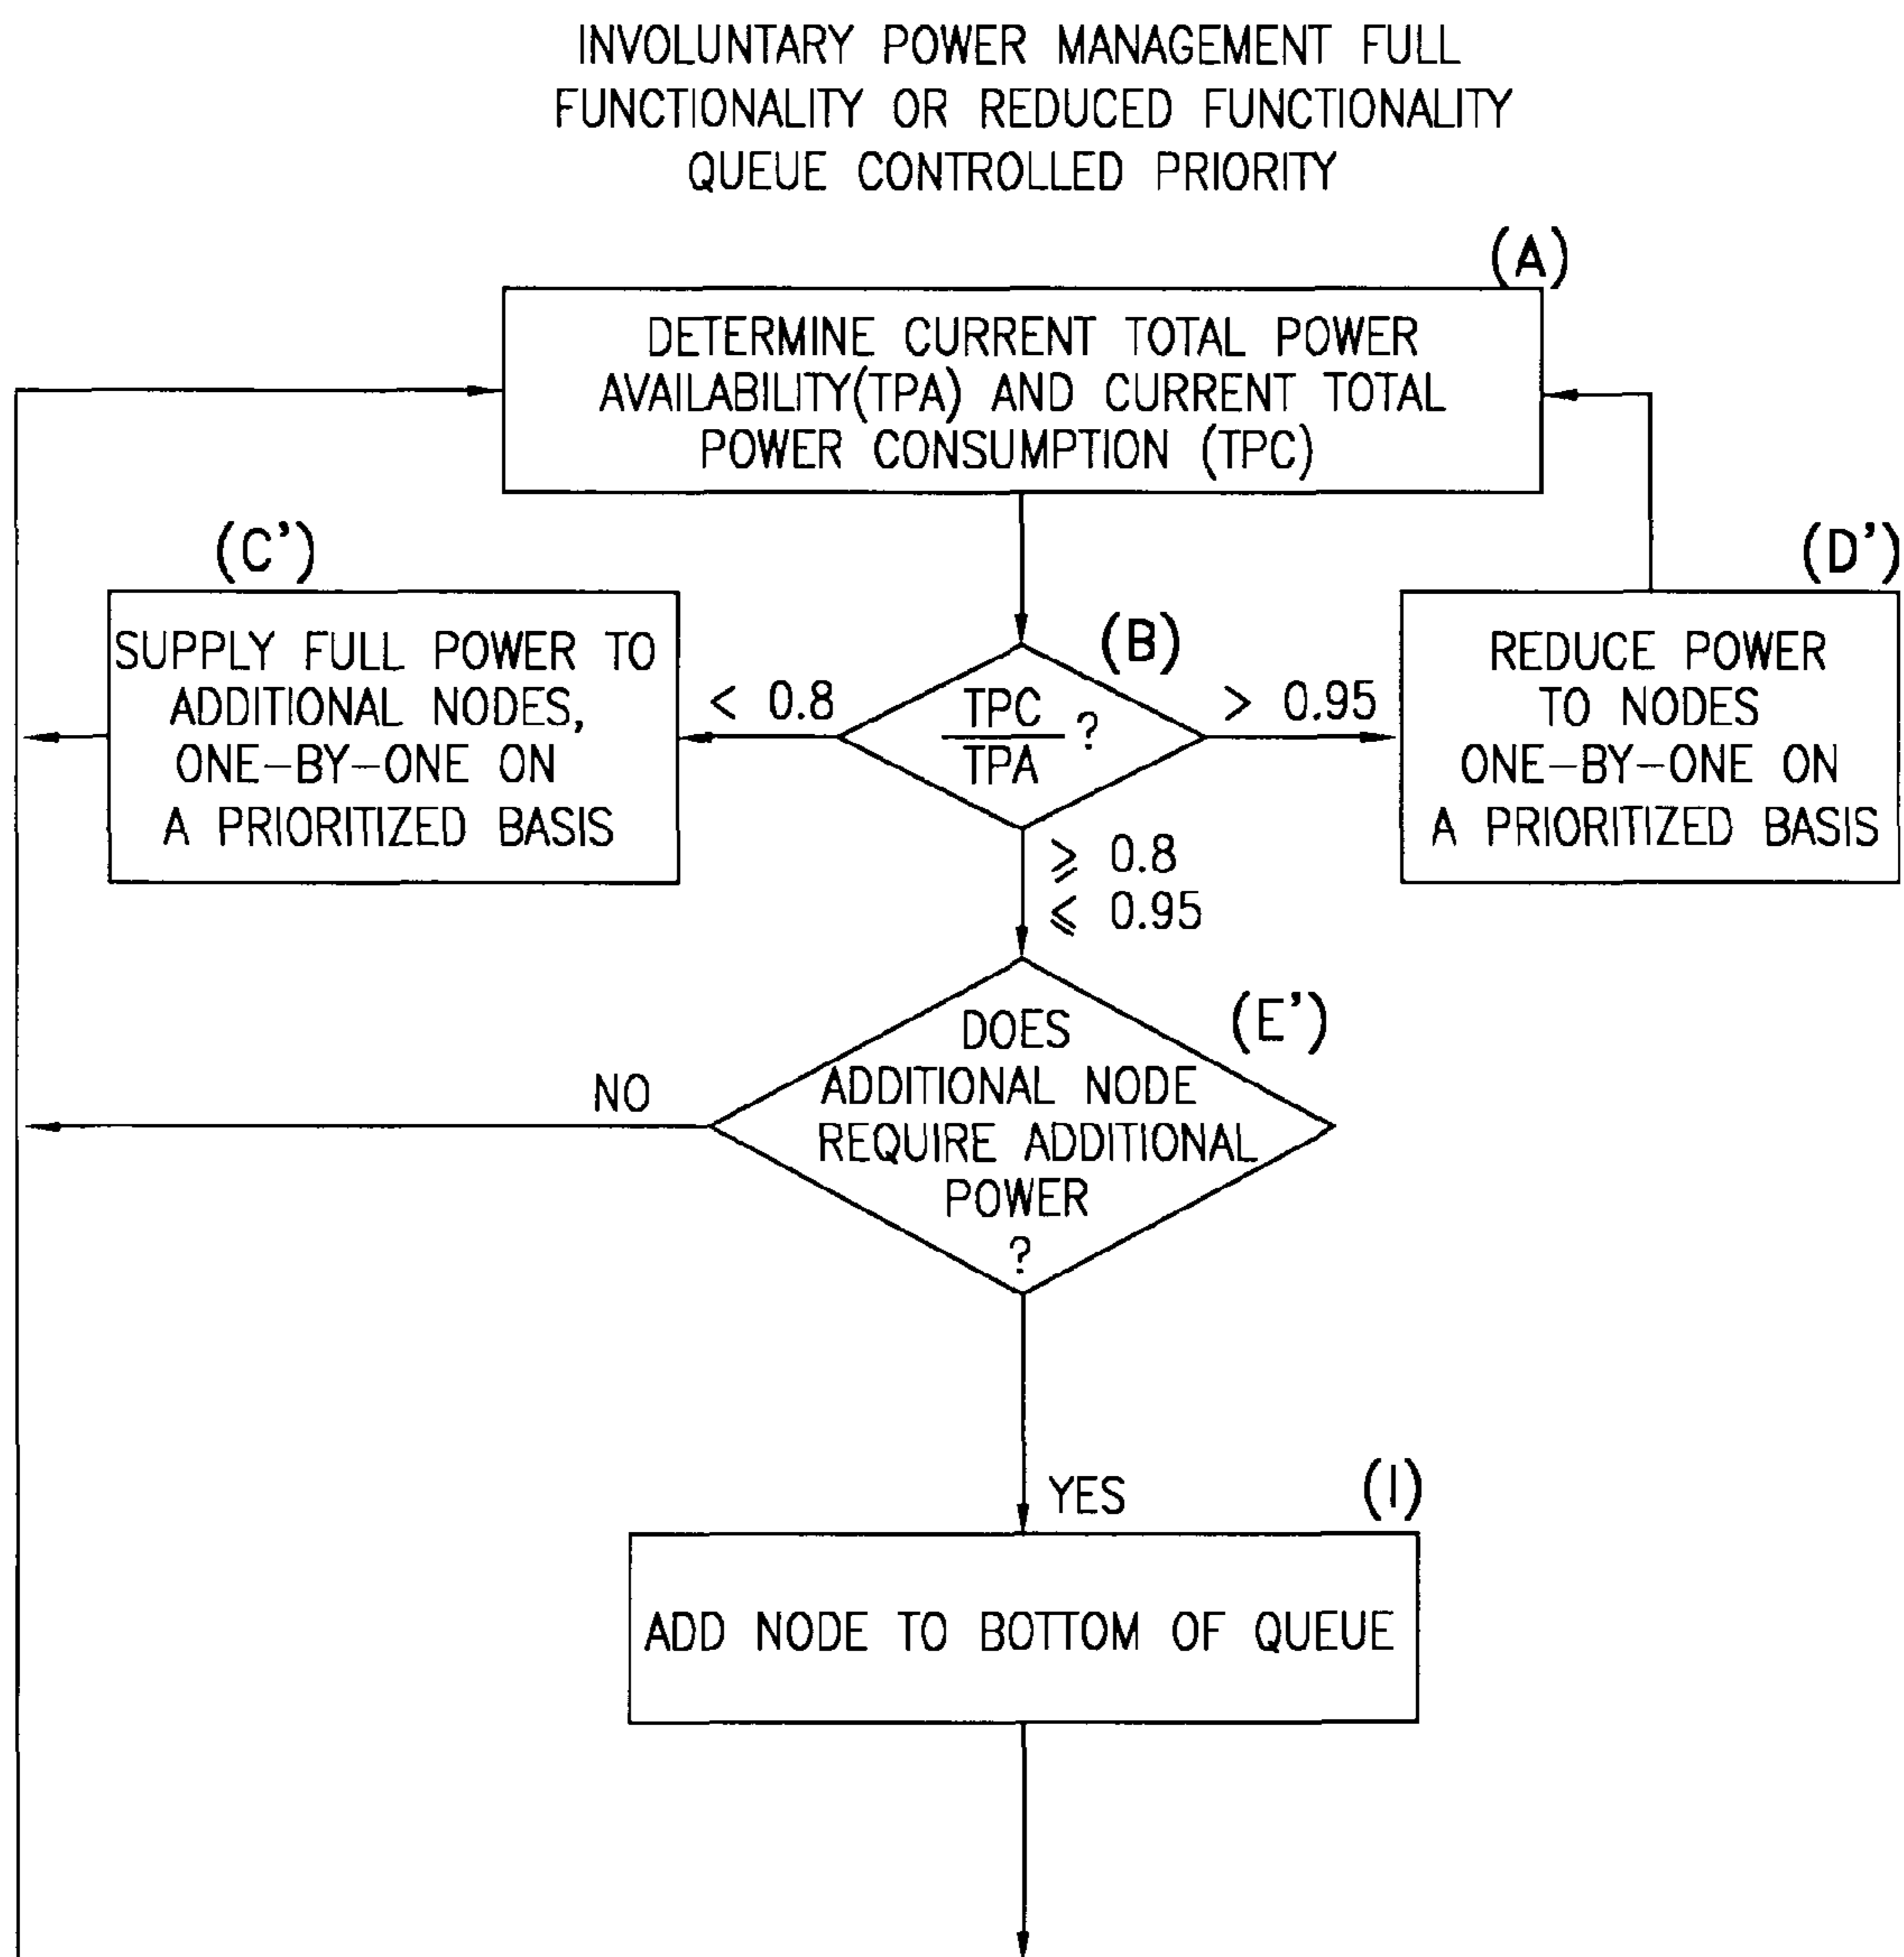 INVOLUNTARY POWER MANAGEMENT FULL
FUNCTIONALITY OR REDUCED FUNCTIONALITY
QUEUE CONTROLLED PRIORITY
(A)
DETERMINE CURRENT TOTAL POWER
AVAILABILITY(TPA) AND CURRENT TOTAL
POWER CONSUMPTION (TPC)
(C')
SUPPLY FULL POWER TO
ADDITIONAL NODES,
ONE-BY-ONE ON
A PRIORITIZED BASIS
< 0.8
(B)
TPC
TPA
?
> 0.95
(D')
REDUCE POWER
TO NODES
ONE-BY-ONE ON
A PRIORITIZED BASIS
⩾ 0.8
⩽ 0.95
(E')
DOES
ADDITIONAL NODE
REQUIRE ADDITIONAL
POWER
?
NO
YES
(I)
ADD NODE TO BOTTOM OF QUEUE